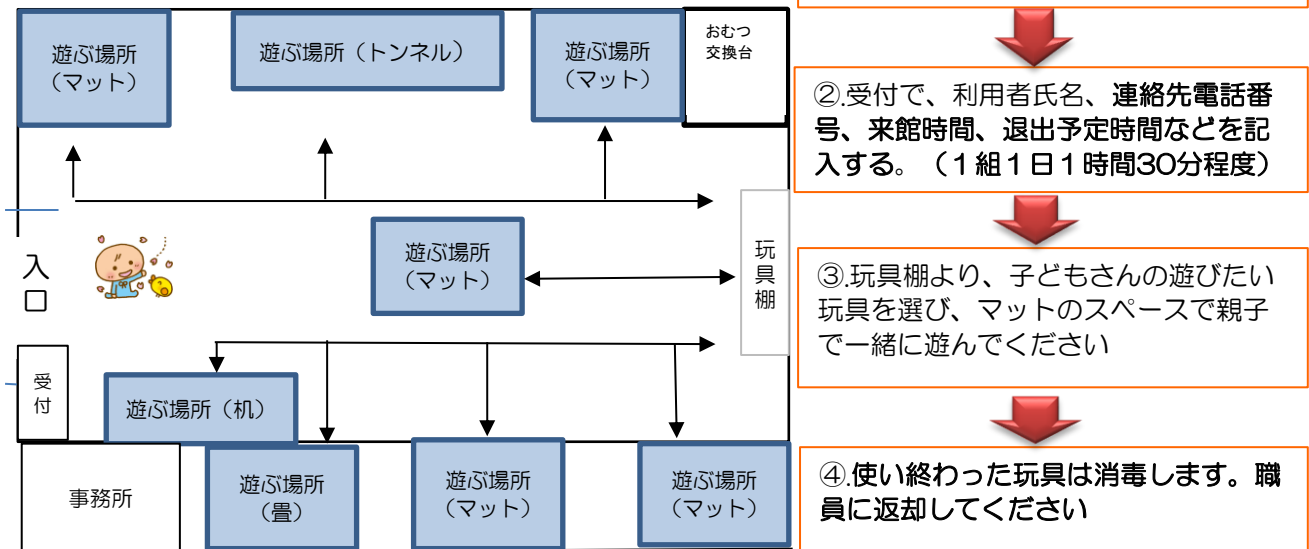 遊ぶ場所
（マット）
遊ぶ場所（トンネル）
遊ぶ場所
（マット）
おむつ
交換台
遊ぶ場所
（マット）
玩
具
棚
入
口
受
付
遊ぶ場所（机）
事務所
遊ぶ場所
（畳）
遊ぶ場所
（マット）
遊ぶ場所
（マット）
②.受付で、利用者氏名、連絡先電話番
号、来館時間、退出予定時間などを記
入する。（１組１日１時間30分程度）
③.玩具棚より、子どもさんの遊びたい
玩具を選び、マットのスペースで親子
で一緒に遊んでください
④.使い終わった玩具は消毒します。職
員に返却してください